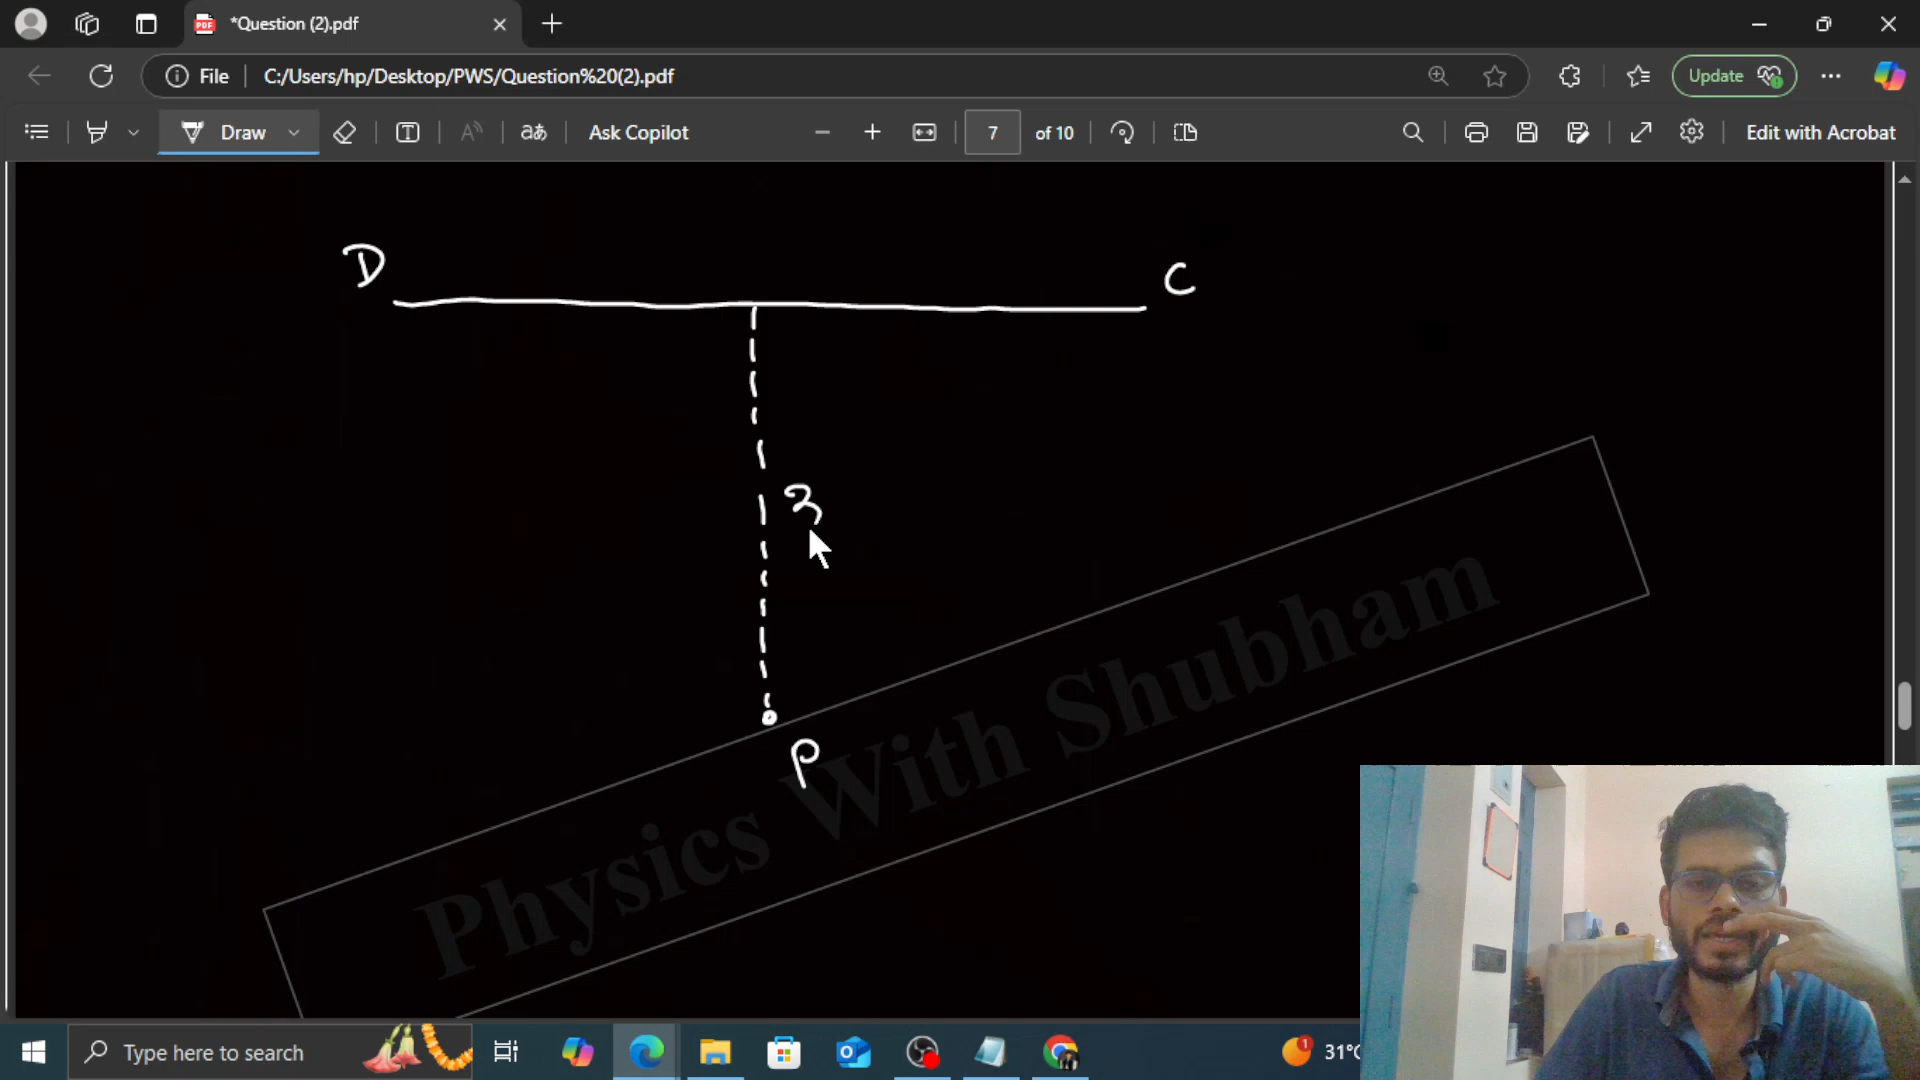 *Question (2).pdf
File
C:/Users/hp/Desktop/PWS/Question%20(2).pdf
Update
Draw
Ask Copilot
7
of 10
Edit with Acrobat
D
C
P
Physics With Shubham
Type here to search
1
31°C